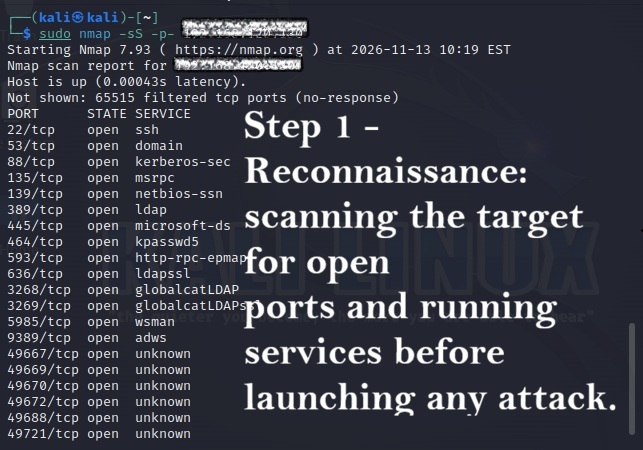 ┌──(kali㉿kali)-[~]
└─$ sudo nmap -sS -p-
Starting Nmap 7.93 ( https://nmap.org ) at 2026-11-13 10:19 EST
Nmap scan report for
Host is up (0.00043s latency).
Not shown: 65515 filtered tcp ports (no-response)
PORT STATE SERVICE
22/tcp open ssh
53/tcp open domain
88/tcp open kerberos-sec
135/tcp open msrpc
139/tcp open netbios-ssn
389/tcp open ldap
445/tcp open microsoft-ds
464/tcp open kpasswd5
593/tcp open http-rpc-epmap
636/tcp open ldapssl
3268/tcp open globalcatLDAP
3269/tcp open globalcatLDAPssl
5985/tcp open wsman
9389/tcp open adws
49667/tcp open unknown
49669/tcp open unknown
49670/tcp open unknown
49672/tcp open unknown
49688/tcp open unknown
49721/tcp open unknown
Step 1 -
Reconnaissance:
scanning the target
for open
ports and running
services before
launching any attack.
KALI LINUX